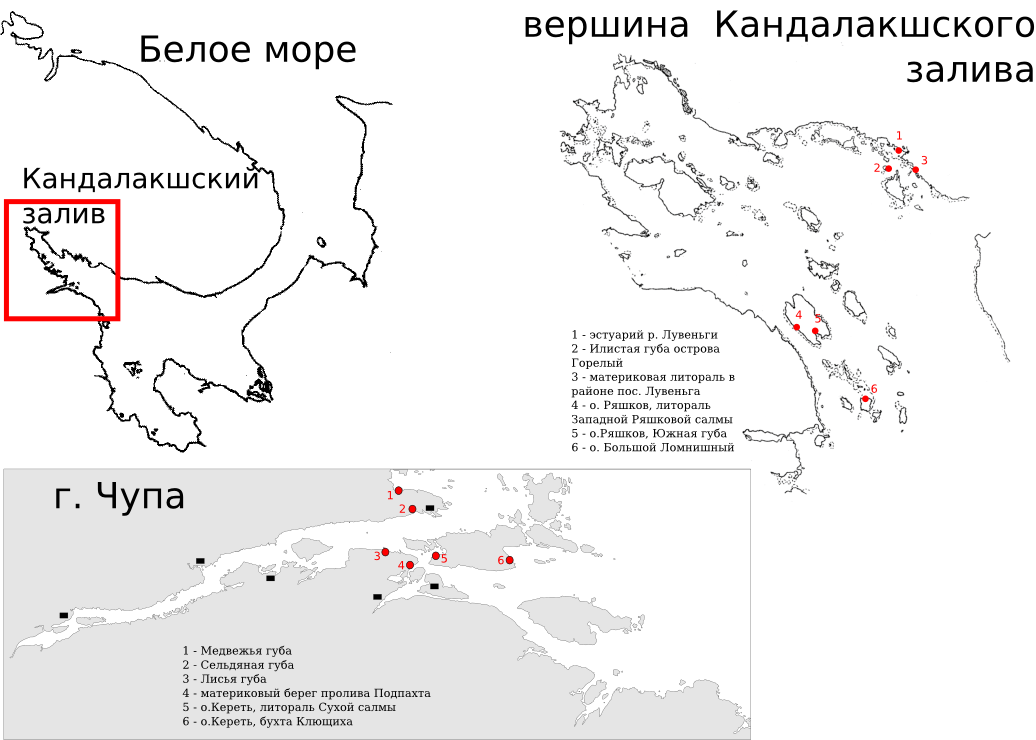 Белое море
Кандалакшский
залив
вершина Кандалакшского
залива
1
2
3
4
5
6
1 - эстуарий р. Лувеньги
2 - Илистая губа острова
Горелый
3 - материковая литораль в
районе пос. Лувеньга
4 - о. Ряшков, литораль
Западной Ряшковой салмы
5 - о.Ряшков, Южная губа
6 - о. Большой Ломнишный
г. Чупа
1
2
3
4
5
6
1 - Медвежья губа
2 - Сельдяная губа
3 - Лисья губа
4 - материковый берег пролива Подпахта
5 - о.Кереть, литораль Сухой салмы
6 - о.Кереть, бухта Клющиха